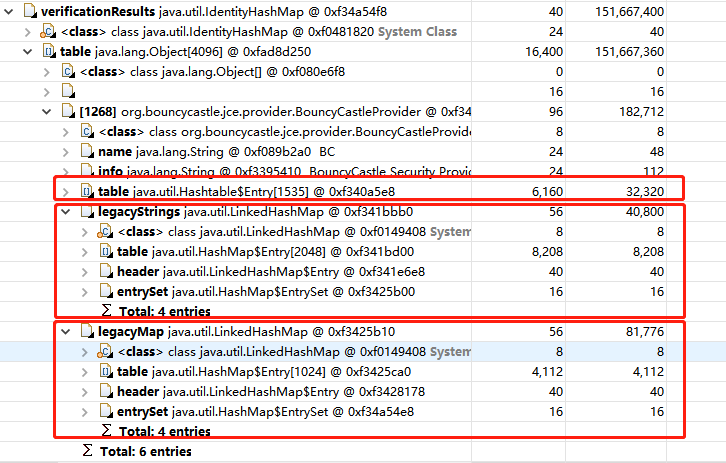 verificationResults java.util.IdentityHashMap @ 0xf34a54f8 40 151,667,400
<class> class java.util.IdentityHashMap @ 0xf0481820 System Class 24 40
table java.lang.Object[4096] @ 0xfad8d250 16,400 151,667,360
<class> class java.lang.Object[] @ 0xf080e6f8 0 0
16 16
[1268] org.bouncycastle.jce.provider.BouncyCastleProvider @ 0xf34 96 182,712
<class> class org.bouncycastle.jce.provider.BouncyCastleProvide 8 8
name java.lang.String @ 0xf089b2a0 BC 24 48
info java.lang.String @ 0xf3395410 BouncyCastle Security Provi 24 112
table java.util.Hashtable$Entry[1535] @ 0xf340a5e8 6,160 32,320
legacyStrings java.util.LinkedHashMap @ 0xf341bbb0 56 40,800
<class> class java.util.LinkedHashMap @ 0xf0149408 System 8 8
table java.util.HashMap$Entry[2048] @ 0xf341bd00 8,208 8,208
header java.util.LinkedHashMap$Entry @ 0xf341e6e8 40 40
entrySet java.util.HashMap$EntrySet @ 0xf3425b00 16 16
Σ Total: 4 entries
legacyMap java.util.LinkedHashMap @ 0xf3425b10 56 81,776
<class> class java.util.LinkedHashMap @ 0xf0149408 System 8 8
table java.util.HashMap$Entry[1024] @ 0xf3425ca0 4,112 4,112
header java.util.LinkedHashMap$Entry @ 0xf3428178 40 40
entrySet java.util.HashMap$EntrySet @ 0xf34a54e8 16 16
Σ Total: 4 entries
Σ Total: 6 entries